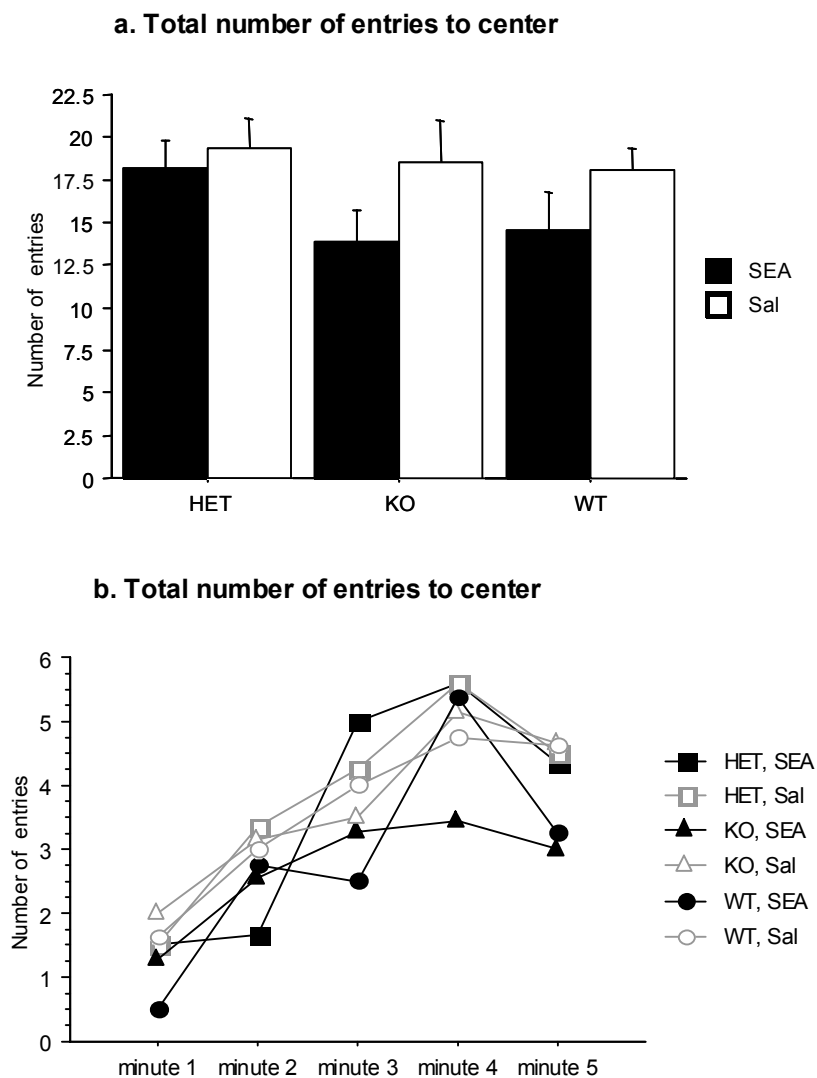 a. Total number of entries to center
Number of entries
22.5
20
17.5
15
12.5
10
7.5
5
2.5
0
HET
KO
WT
SEA
Sal
b. Total number of entries to center
Number of entries
6
5
4
3
2
1
0
minute 1
minute 2
minute 3
minute 4
minute 5
HET, SEA
HET, Sal
KO, SEA
KO, Sal
WT, SEA
WT, Sal